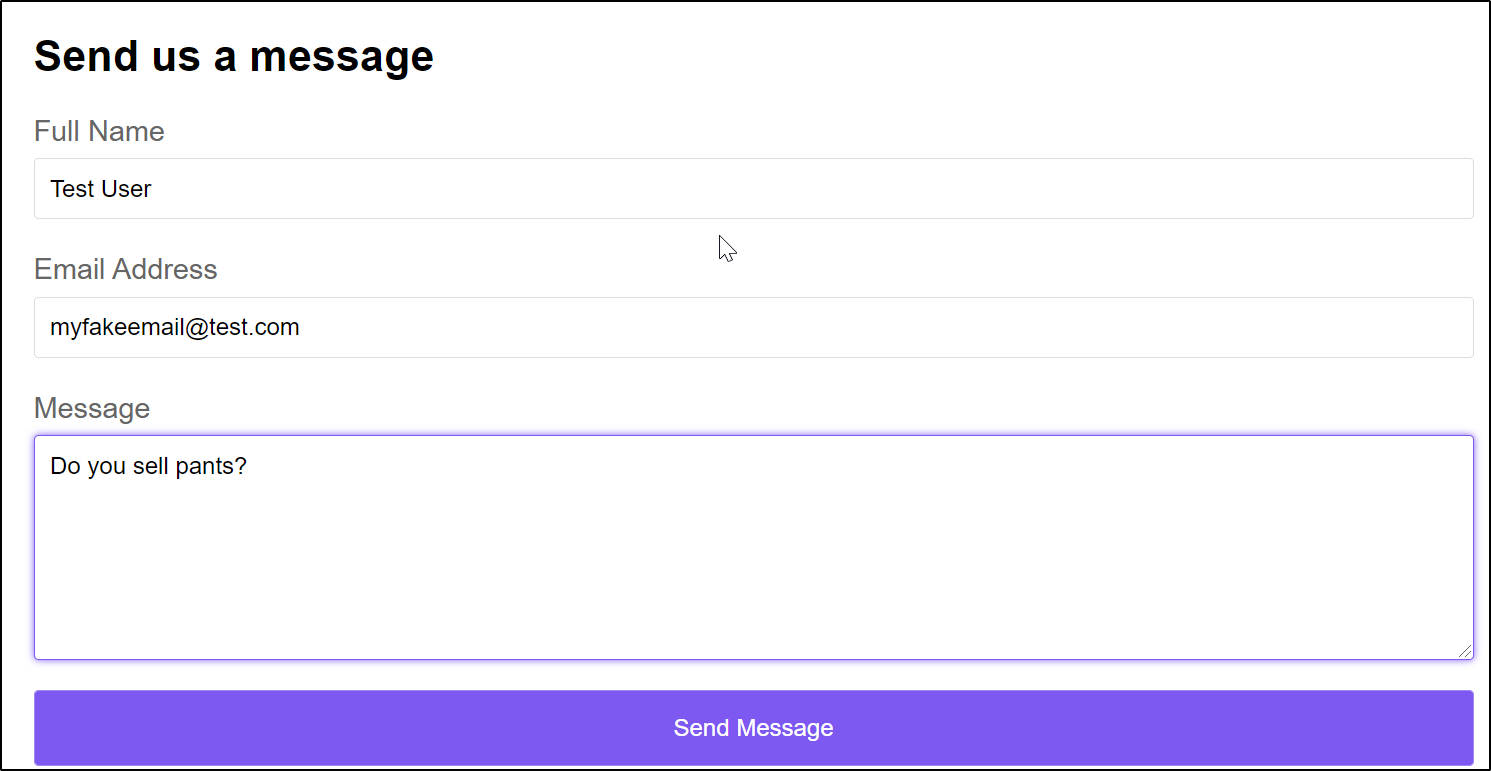 Send us a message
Full Name
Test User
Email Address
myfakeemail@test.com
Message
Do you sell pants?
Send Message